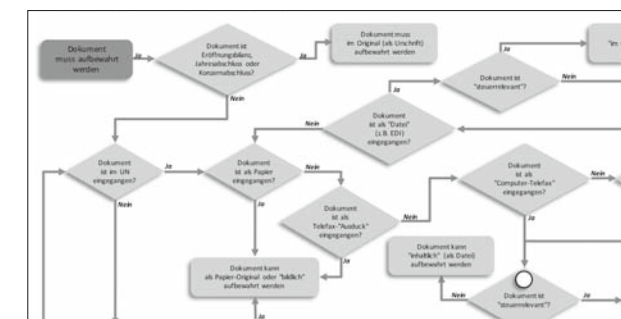 Dokument
muss aufbewahrt
werden
Ja
Dokument ist
Eröffnungsbilanz,
Jahresabschluss oder
Konzernabschluss?
Ja
Dokument muss
im Original (als Urschrift)
aufbewahrt werden
Nein
Ja
Dokument ist
"steuerrelevant"?
Nein
Ja
Dokument
ist als "Datei"
(z.B. EDI)
eingegangen?
Nein
Dokument
ist im UN
eingegangen?
Ja
Nein
Dokument
ist als Papier
eingegangen?
Nein
Ja
Dokument
ist als
Telefax-"Ausduck"
eingegangen?
Nein
Ja
Dokument
ist als
"Computer-Telefax"
eingegangen?
Nein
Ja
Dokument kann
als Papier-Original oder "bildlich"
aufbewahrt werden
Ja
Dokument kann
"inhaltlich" (als Datei)
aufbewahrt werden
Nein
Dokument ist
"steuerrelevant"?
Ja